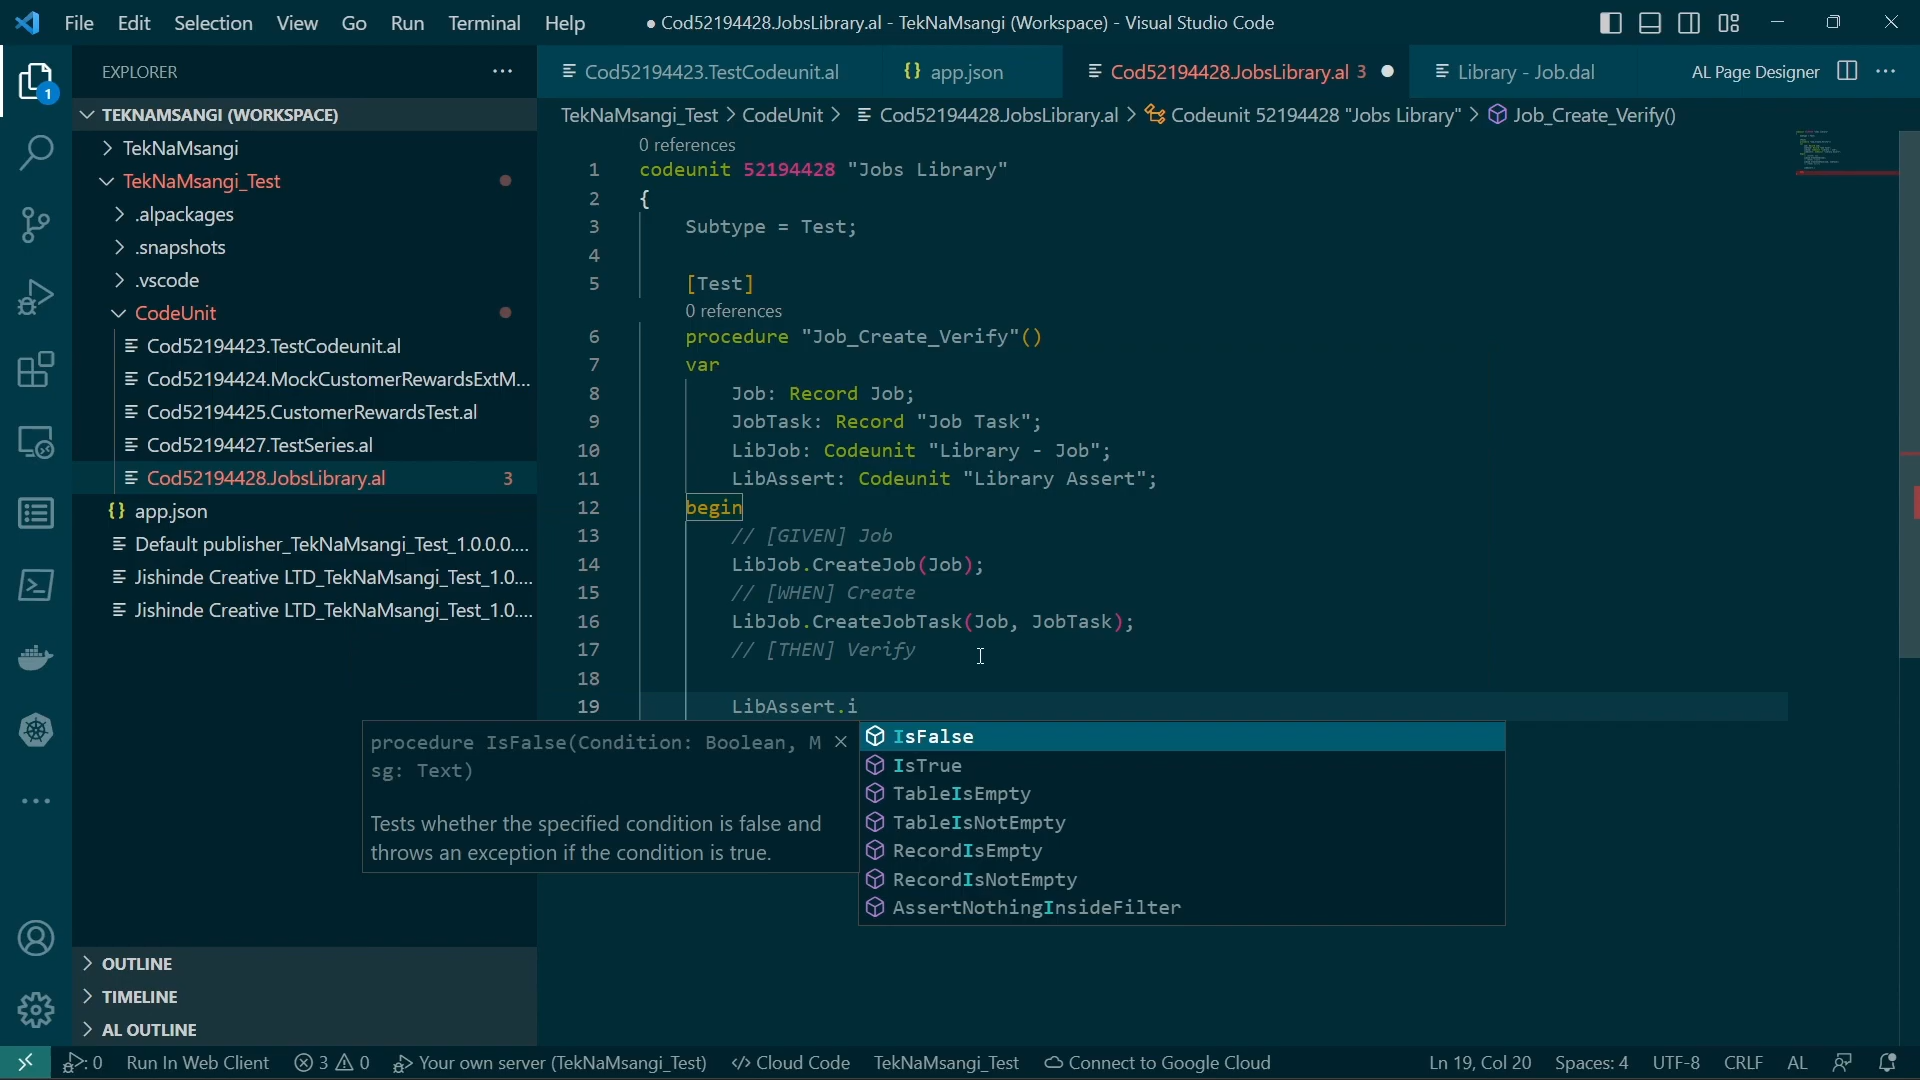 File Edit Selection View Go Run Terminal Help
● Cod52194428.JobsLibrary.al - TekNaMsangi (Workspace) - Visual Studio Code
1
EXPLORER
TEKNAMSANGI (WORKSPACE)
TekNaMsangi
TekNaMsangi_Test
.alpackages
.snapshots
.vscode
CodeUnit
Cod52194423.TestCodeunit.al
Cod52194424.MockCustomerRewardsExtM...
Cod52194425.CustomerRewardsTest.al
Cod52194427.TestSeries.al
Cod52194428.JobsLibrary.al 3
{} app.json
Default publisher_TekNaMsangi_Test_1.0.0.0....
Jishinde Creative LTD_TekNaMsangi_Test_1.0....
Jishinde Creative LTD_TekNaMsangi_Test_1.0....
OUTLINE
TIMELINE
AL OUTLINE
Cod52194423.TestCodeunit.al {} app.json Cod52194428.JobsLibrary.al 3 ● Library - Job.dal AL Page Designer
TekNaMsangi_Test > CodeUnit > Cod52194428.JobsLibrary.al > Codeunit 52194428 "Jobs Library" > Job_Create_Verify()
0 references
1 codeunit 52194428 "Jobs Library"
2 {
3 Subtype = Test;
4
5 [Test]
0 references
6 procedure "Job_Create_Verify"()
7 var
8 Job: Record Job;
9 JobTask: Record "Job Task";
10 LibJob: Codeunit "Library - Job";
11 LibAssert: Codeunit "Library Assert";
12 begin
13 // [GIVEN] Job
14 LibJob.CreateJob(Job);
15 // [WHEN] Create
16 LibJob.CreateJobTask(Job, JobTask);
17 // [THEN] Verify
18
19 LibAssert.i
procedure IsFalse(Condition: Boolean, M
sg: Text)
Tests whether the specified condition is false and
throws an exception if the condition is true.
IsFalse
IsTrue
TableIsEmpty
TableIsNotEmpty
RecordIsEmpty
RecordIsNotEmpty
AssertNothingInsideFilter
: 0 Run In Web Client 3 0 Your own server (TekNaMsangi_Test) </> Cloud Code TekNaMsangi_Test Connect to Google Cloud Ln 19, Col 20 Spaces: 4 UTF-8 CRLF AL